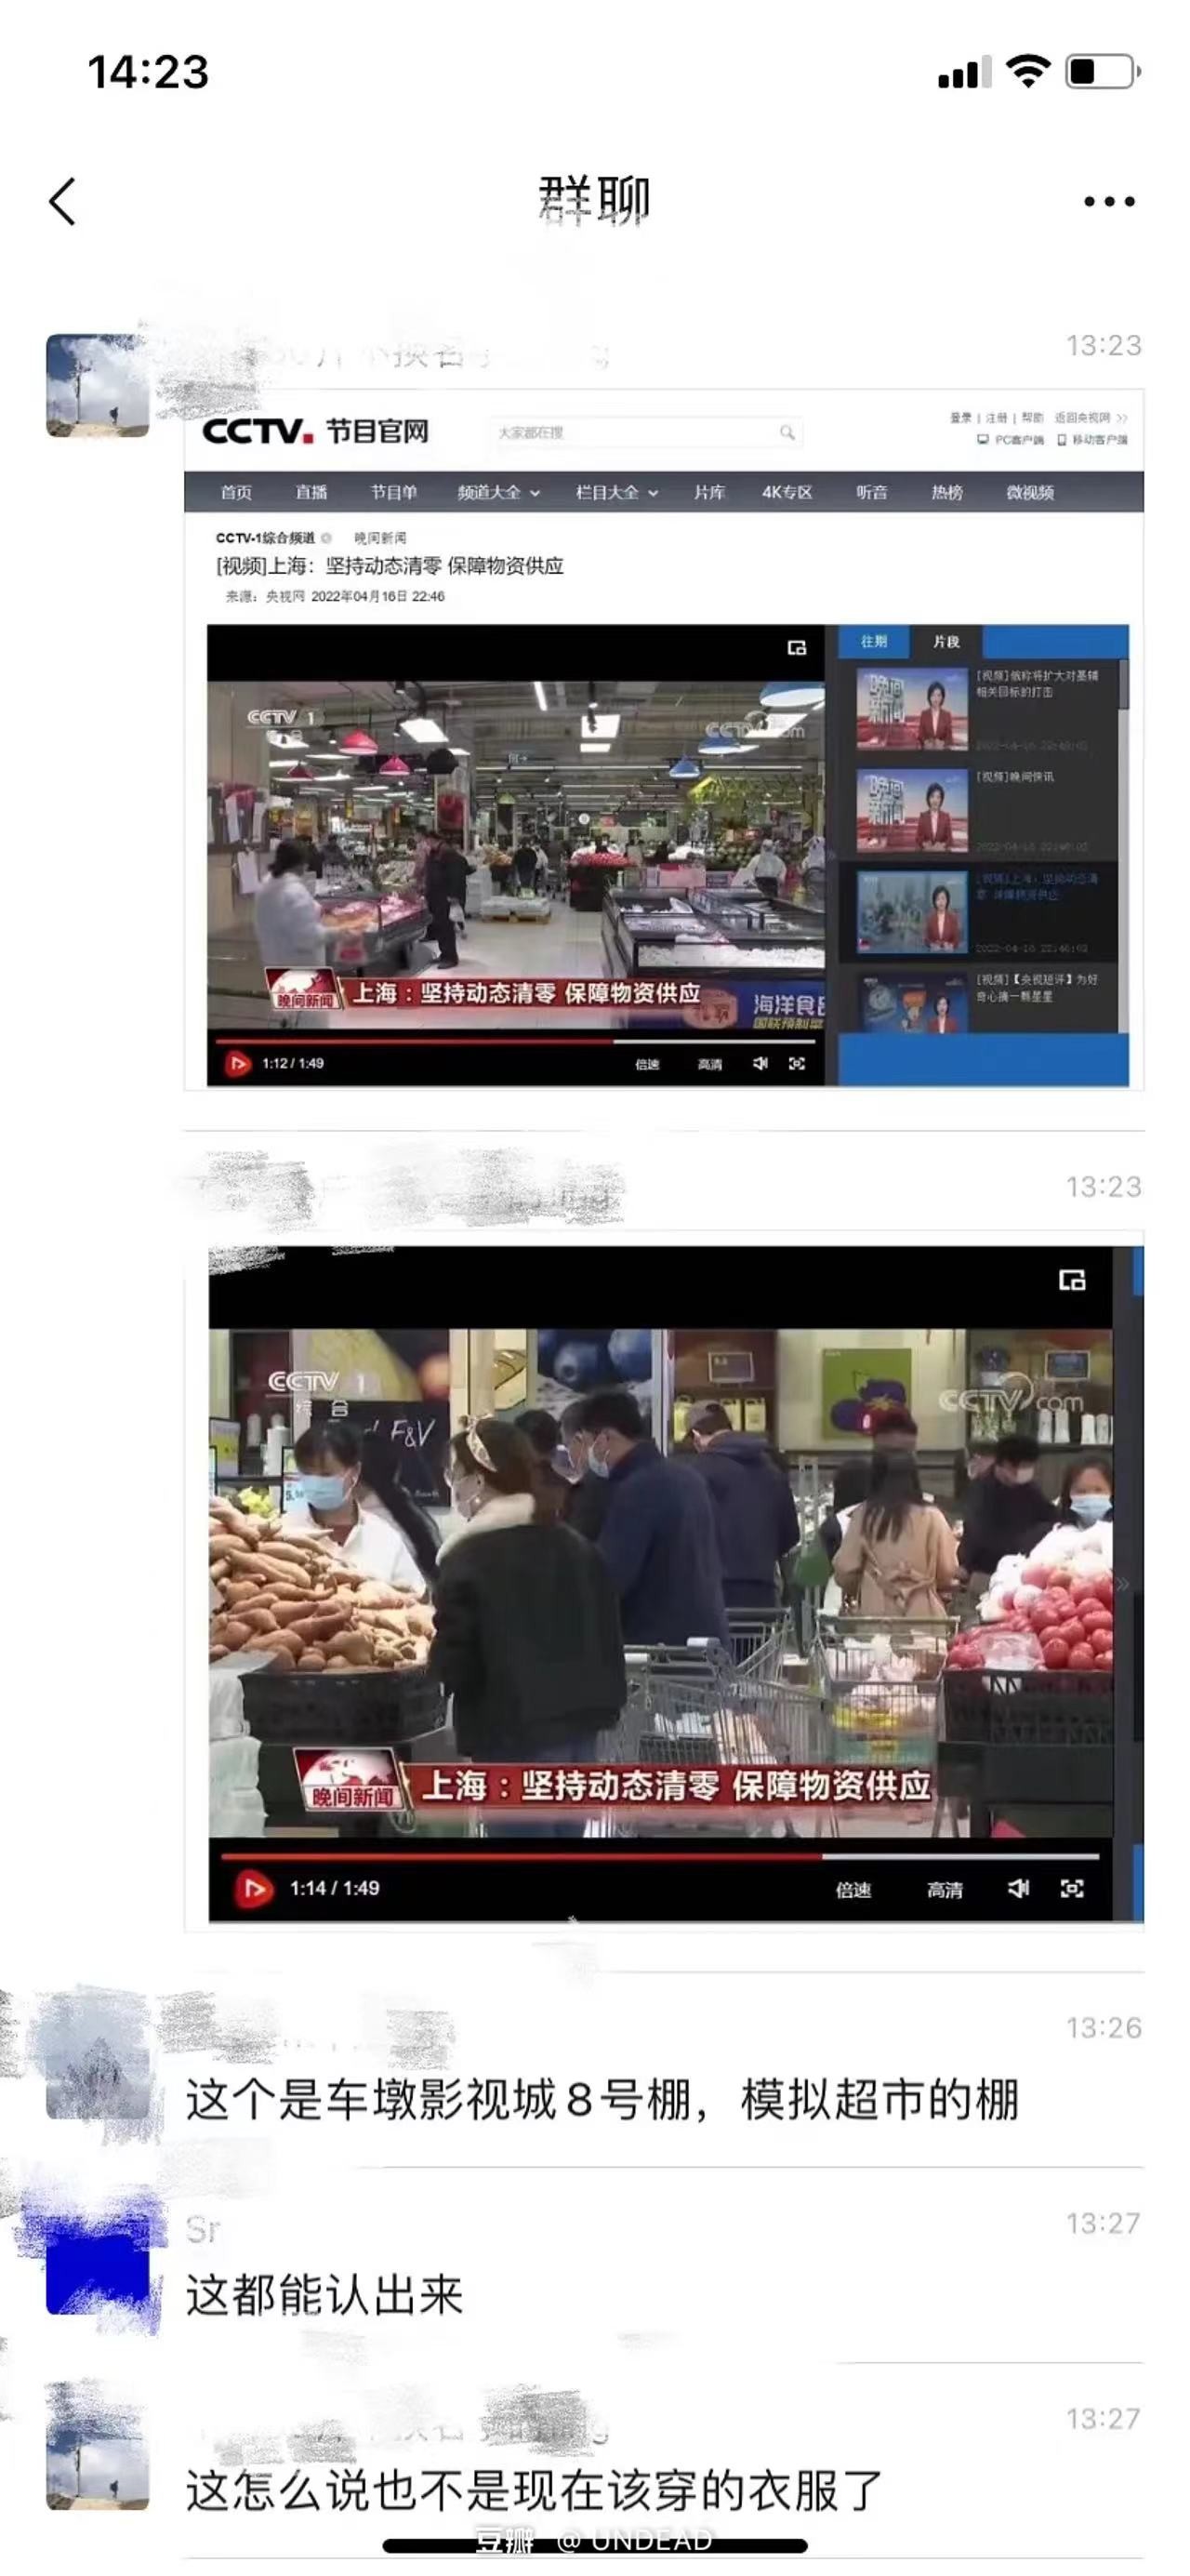 14:23
群聊
13:23
CCTV. 节目官网
大家都在搜
登录 | 注册 | 帮助 返回央视网 >>
PC客户端 移动客户端
首页 直播 节目单 频道大全 栏目大全 片库 4K专区 听音 热榜 微视频
CCTV-1综合频道 晚间新闻
[视频]上海：坚持动态清零 保障物资供应
来源：央视网 2022年04月16日 22:46
往期 片段
CCTV 1
CCTV.com
[视频]俄称将扩大对基辅
相关目标的打击
[视频]晚间快讯
[视频]上海：坚持动态清
零 保障物资供应
[视频]【央视短评】为好
奇心摘一颗星星
晚间新闻
上海：坚持动态清零 保障物资供应
海洋食品
1:12 / 1:49 倍速 高清
13:23
CCTV 1
综合
CCTV.com
F&V
晚间新闻
上海：坚持动态清零 保障物资供应
1:14 / 1:49 倍速 高清
13:26
这个是车墩影视城8号棚，模拟超市的棚
Sr 13:27
这都能认出来
13:27
这怎么说也不是现在该穿的衣服了
豆瓣 @ UNDEAD